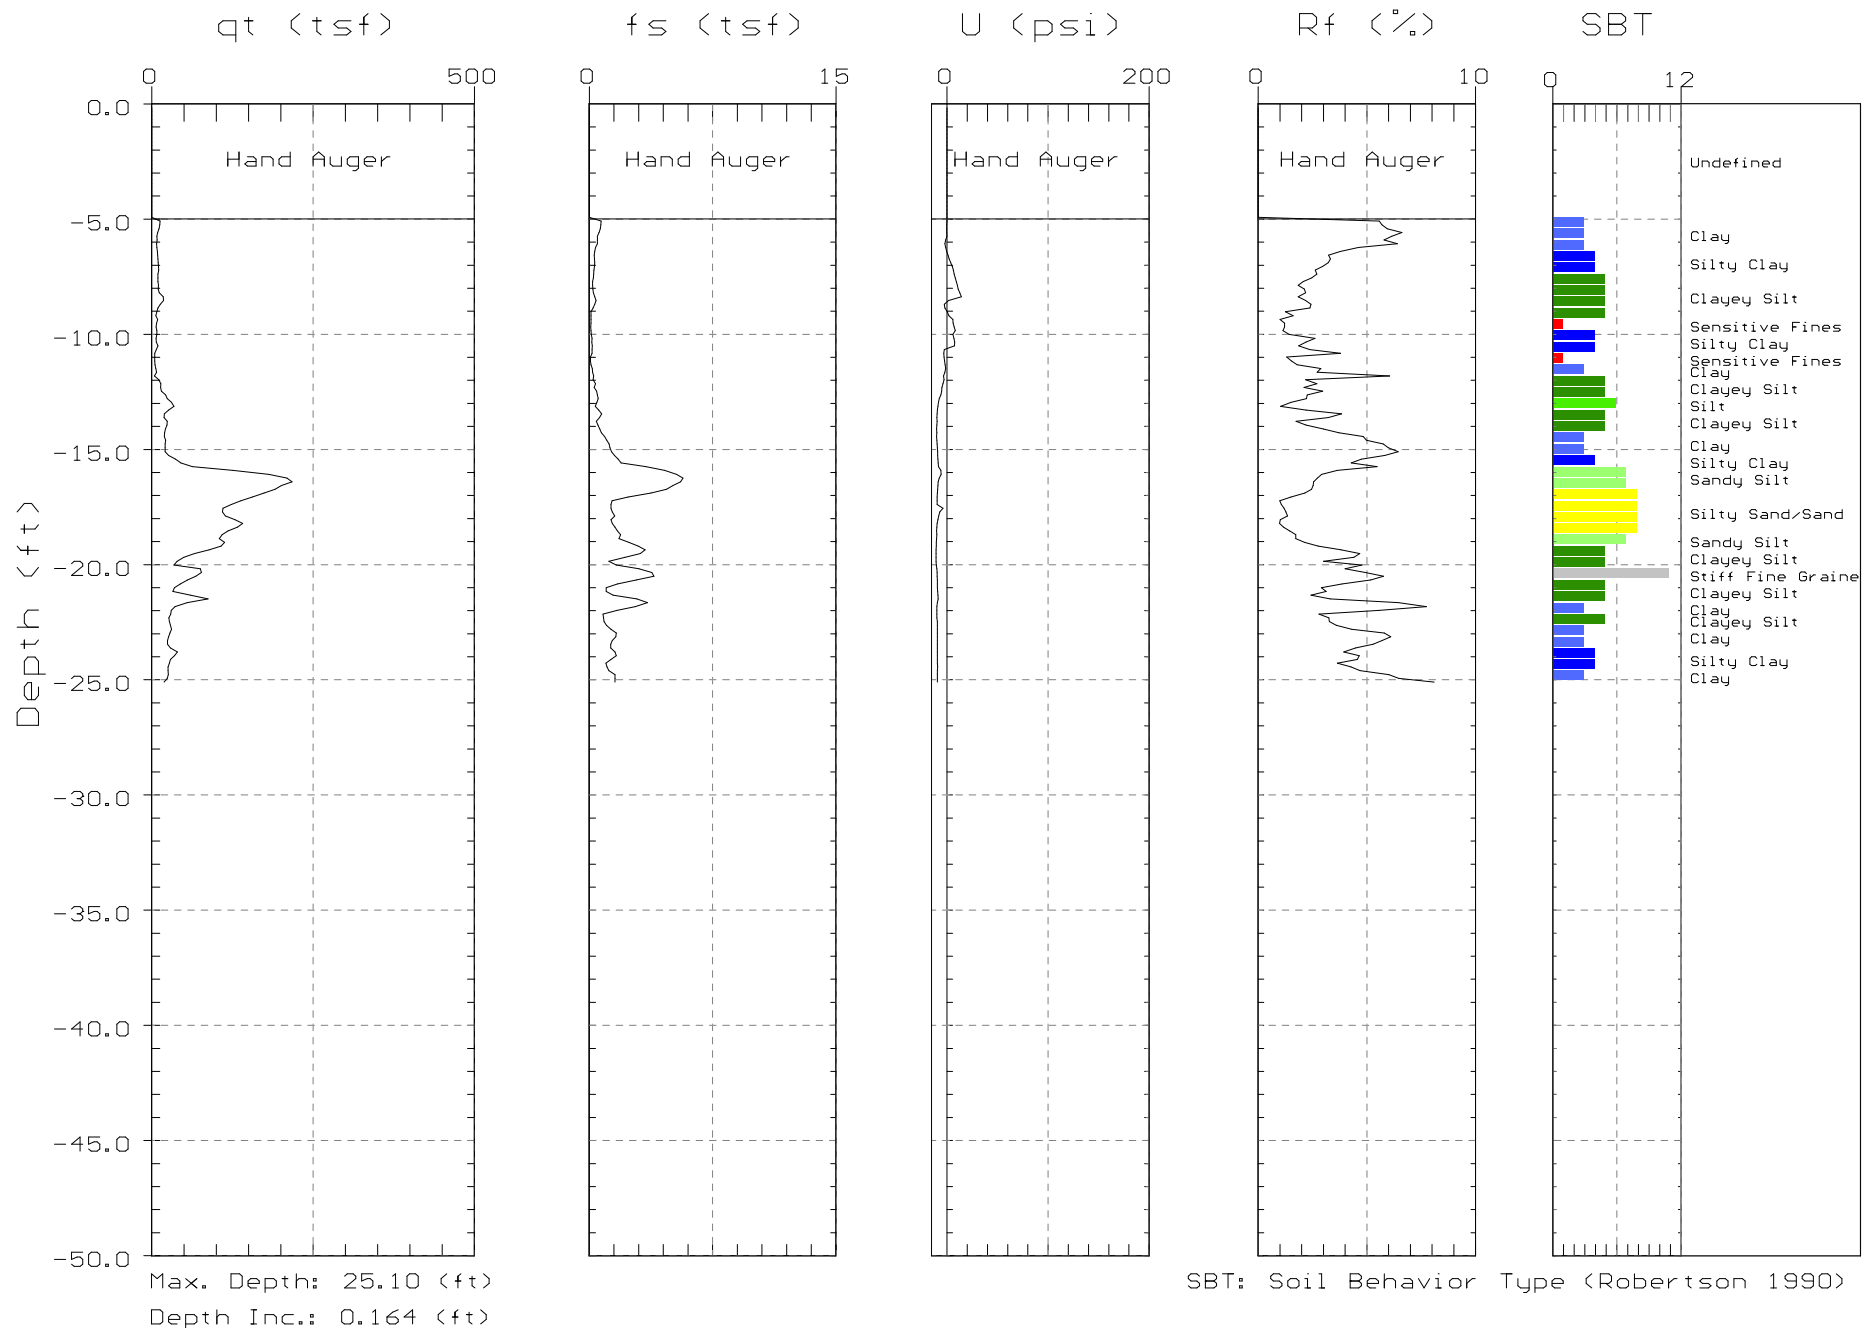 qt (tsf) fs (tsf) U (psi) Rf (%) SBT
0 500 0 15 0 200 0 10 0 12
0.0
Hand Auger Hand Auger Hand Auger Hand Auger
Undefined
-5.0
Clay
Silty Clay
Clayey Silt
Sensitive Fines
-10.0
Silty Clay
Sensitive Fines
Clay
Clayey Silt
Silt
Clayey Silt
Clay
-15.0
Silty Clay
Sandy Silt
Silty Sand/Sand
Sandy Silt
Clayey Silt
-20.0
Stiff Fine Graine
Clayey Silt
Clay
Clayey Silt
Clay
Silty Clay
Clay
-25.0
Depth (ft)
-30.0
-35.0
-40.0
-45.0
-50.0
Max. Depth: 25.10 (ft) SBT: Soil Behavior Type (Robertson 1990)
Depth Inc.: 0.164 (ft)